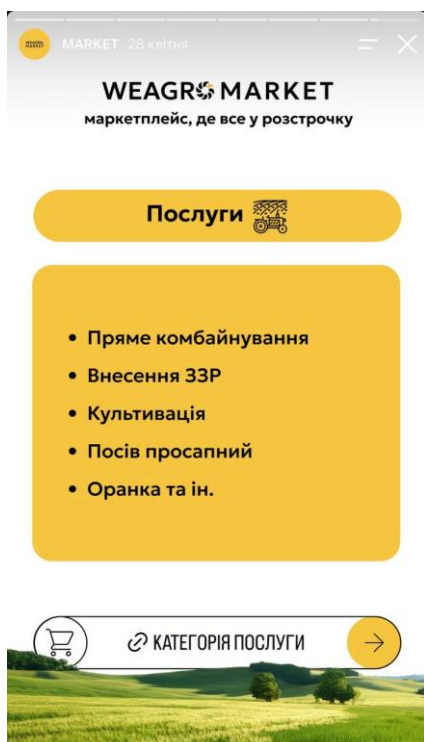 MARKET 28 квітня
WEAGRO MARKET
маркетплейс, де все у розстрочку
Послуги
• Пряме комбайнування
• Внесення ЗЗР
• Культивація
• Посів просапний
• Оранка та ін.
КАТЕГОРІЯ ПОСЛУГИ